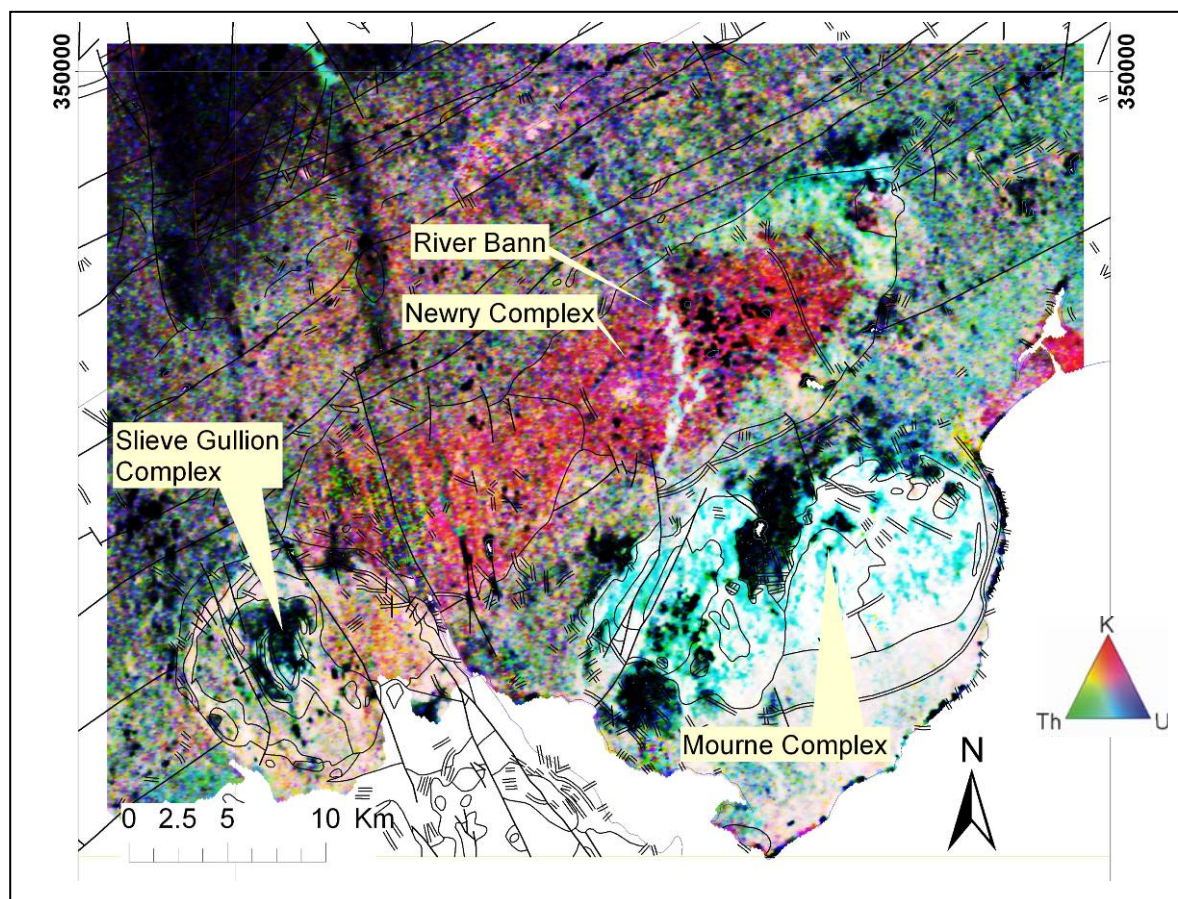 350000
350000
River Bann
Newry Complex
Slieve Gullion
Complex
K
Th U
Mourne Complex
N
0 2.5 5 10 Km